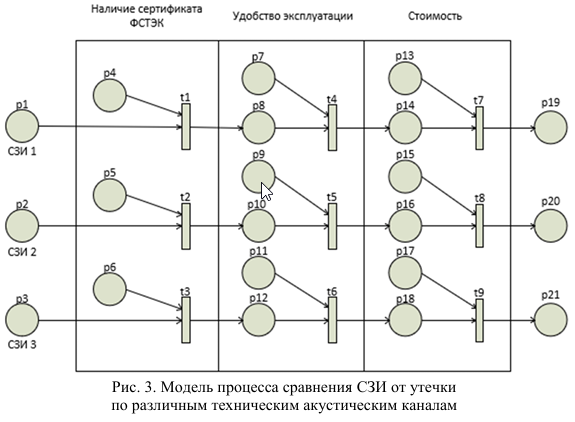 Наличие сертификата
ФСТЭК
Удобство эксплуатации
Стоимость
p4
t1
p7
t4
p8
p13
t7
p14
p1
p19
СЗИ 1
p5
t2
p9
t5
p10
p15
t8
p16
p2
p20
СЗИ 2
p6
t3
p11
t6
p12
p17
t9
p18
p3
p21
СЗИ 3
Рис. 3. Модель процесса сравнения СЗИ от утечки
по различным техническим акустическим каналам